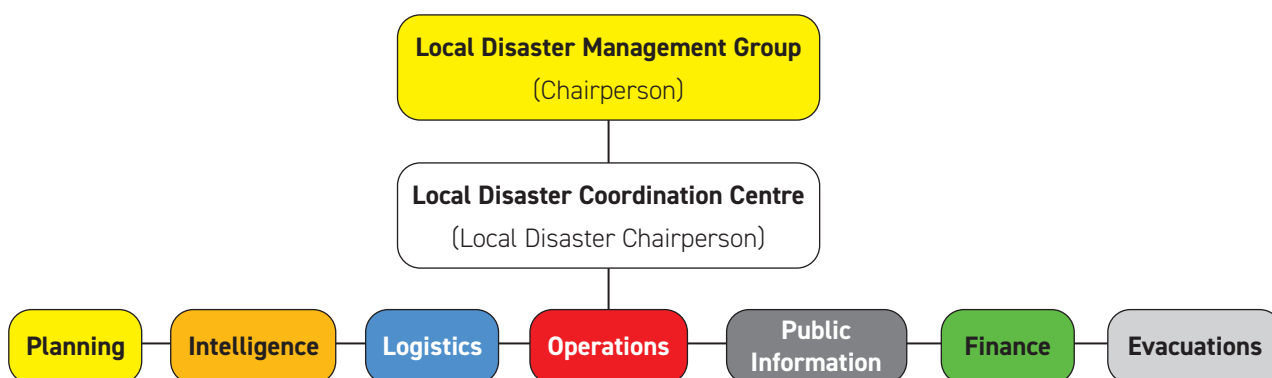 Local Disaster Management Group
(Chairperson)
Local Disaster Coordination Centre
(Local Disaster Chairperson)
Planning
Intelligence
Logistics
Operations
Public
Information
Finance
Evacuations